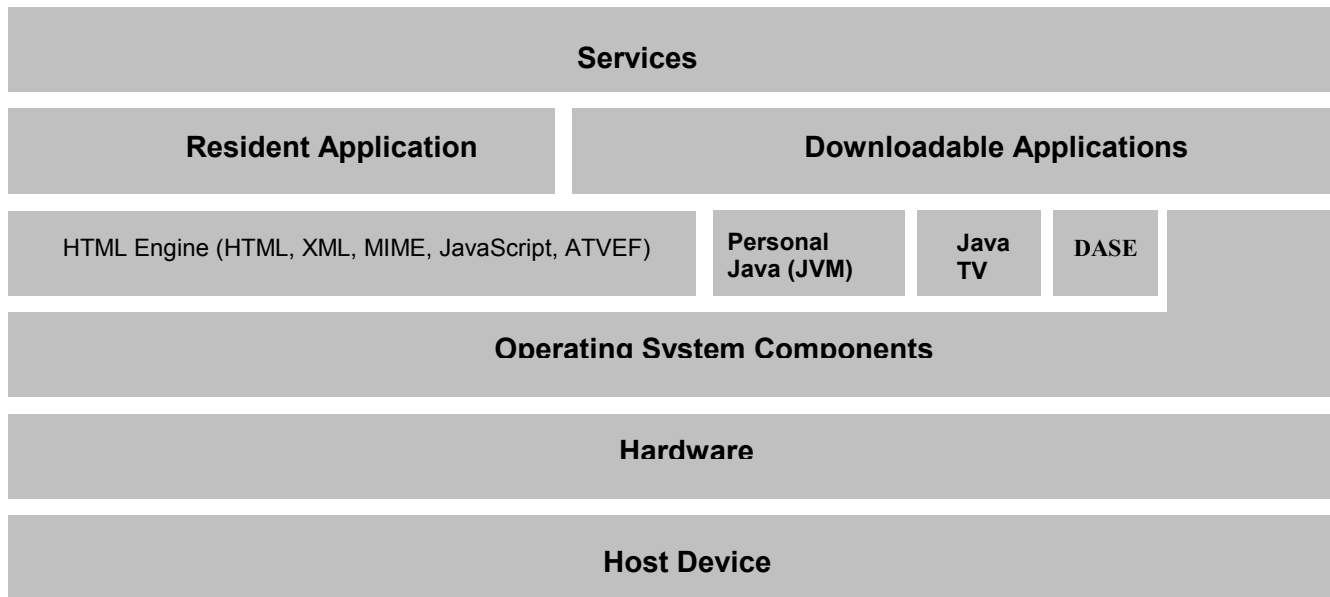 Services
Resident Application
Downloadable Applications
HTML Engine (HTML, XML, MIME, JavaScript, ATVEF)
Personal
Java (JVM)
Java
TV
DASE
Operating System Components
Hardware
Host Device